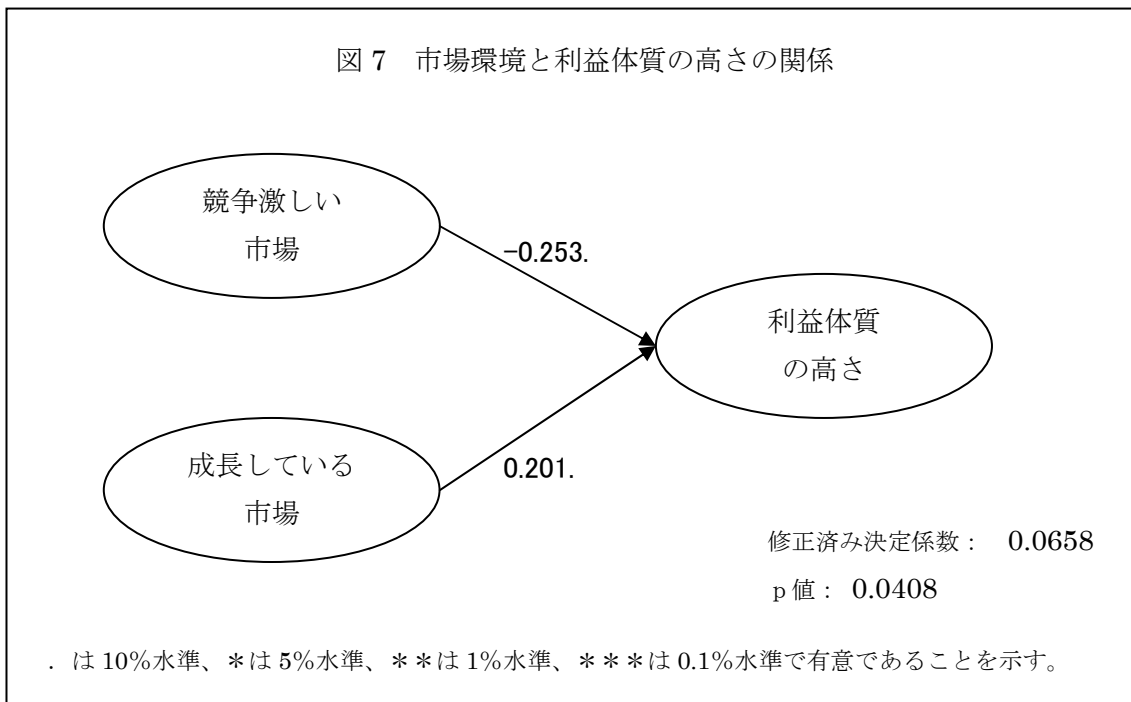 図 7　市場環境と利益体質の高さの関係
競争激しい
市場
-0.253.
利益体質
の高さ
成長している
市場
0.201.
修正済み決定係数：　0.0658
ｐ値： 0.0408
．は 10％水準、＊は 5％水準、＊＊は 1％水準、＊＊＊は 0.1％水準で有意であることを示す。